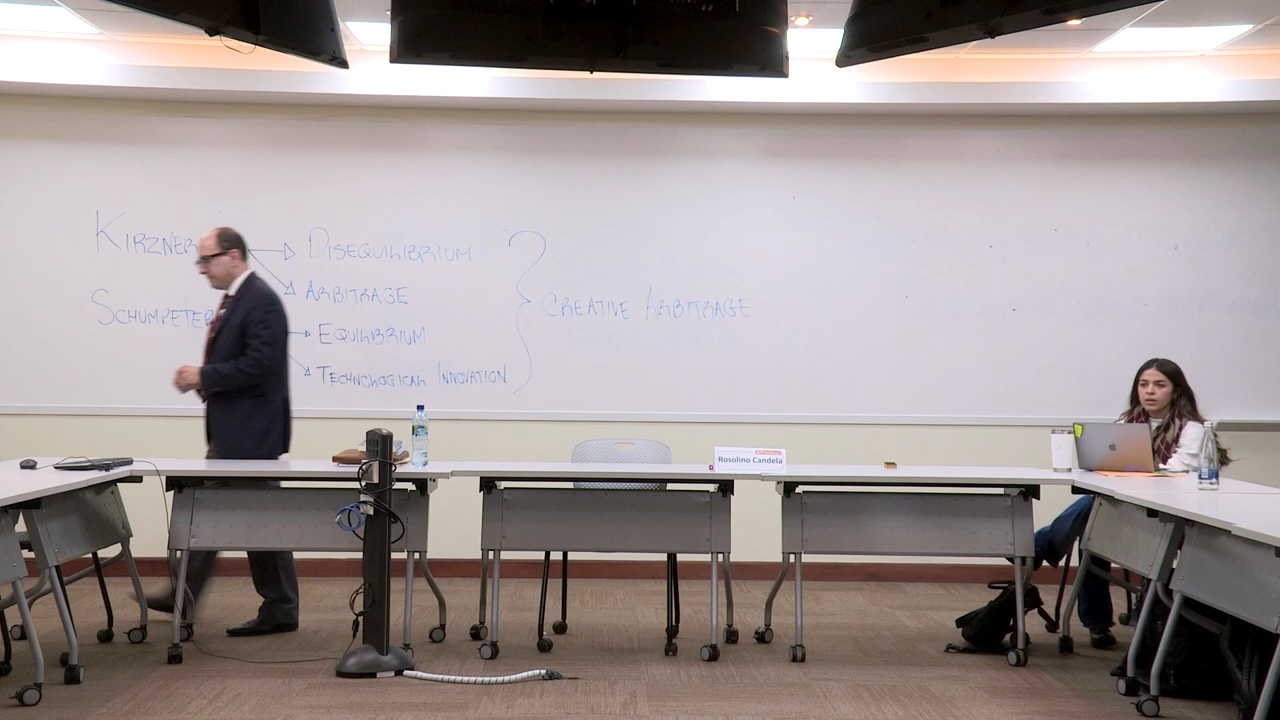 KIRZNER
DISEQUILIBRIUM
ARBITRAGE
SCHUMPETER
EQUILIBRIUM
TECHNOLOGICAL INNOVATION
CREATIVE ARBITRAGE
Rosolino Candela